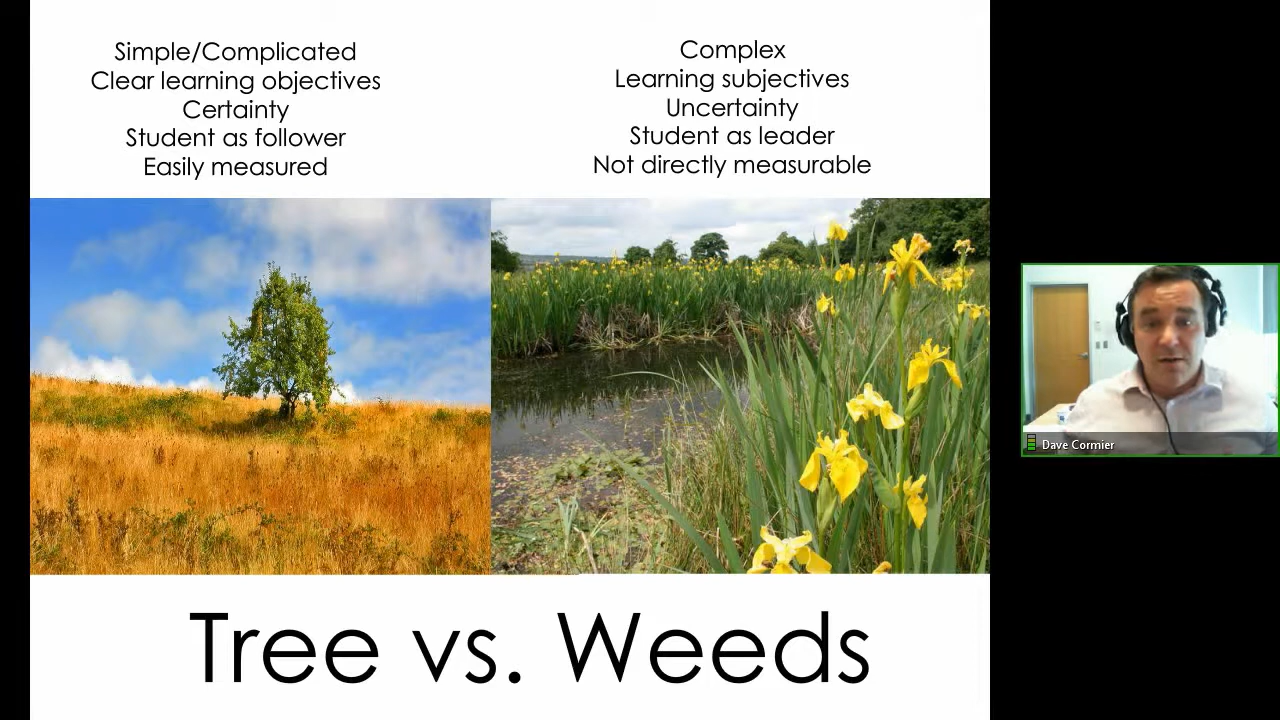 Simple/Complicated
Clear learning objectives
Certainty
Student as follower
Easily measured
Complex
Learning subjectives
Uncertainty
Student as leader
Not directly measurable
Tree vs. Weeds
Dave Cormier